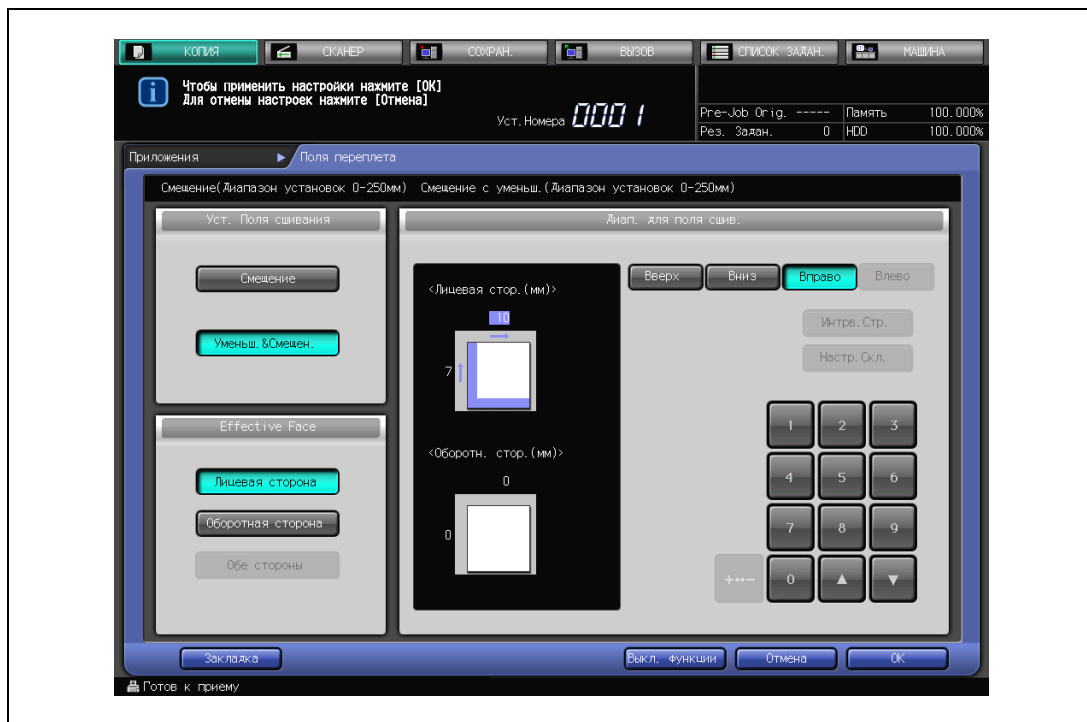 КОПИЯ СКАНЕР СОХРАН. ВЫЗОВ СПИСОК ЗАДАН. МАШИНА
Чтобы применить настройки нажмите [OK]
Для отмены настроек нажмите [Отмена]
Уст. Номера 0001
Pre-Job Orig. ----- Память 100.000%
Рез. Задан. 0 HDD 100.000%
Приложения Поля переплета
Смещение(Диапазон установок 0-250мм) Смещение с уменьш.(Диапазон установок 0-250мм)
Уст. Поля сшивания
Смещение
Уменьш.&Смещен.
Effective Face
Лицевая сторона
Оборотная сторона
Обе стороны
Диап. для поля сшив.
<Лицевая стор.(мм)>
10
7
<Оборотн. стор.(мм)>
0
0
Вверх Вниз Вправо Влево
Интрв.Стр.
Настр.Скл.
1 2 3
4 5 6
7 8 9
+↔- 0 ▲ ▼
Закладка Выкл. функции Отмена OK
Готов к приему